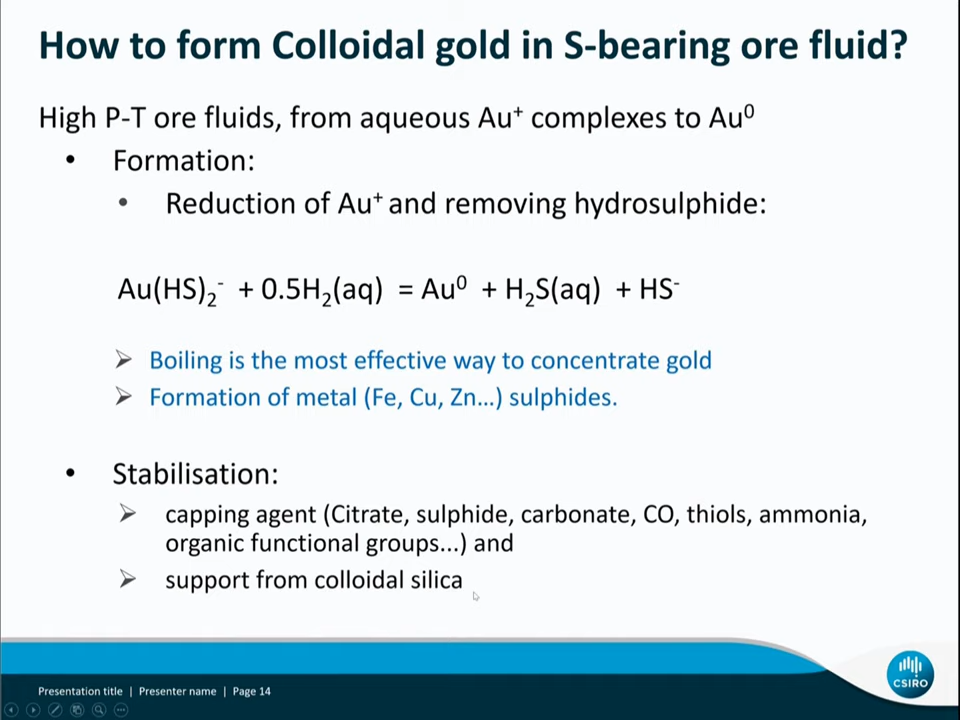 How to form Colloidal gold in S-bearing ore fluid?
High P-T ore fluids, from aqueous Au⁺ complexes to Au⁰
• Formation:
• Reduction of Au⁺ and removing hydrosulphide:
Au(HS)₂⁻ + 0.5H₂(aq) = Au⁰ + H₂S(aq) + HS⁻
➢ Boiling is the most effective way to concentrate gold
➢ Formation of metal (Fe, Cu, Zn...) sulphides.
• Stabilisation:
➢ capping agent (Citrate, sulphide, carbonate, CO, thiols, ammonia,
organic functional groups...) and
➢ support from colloidal silica
Presentation title | Presenter name | Page 14
CSIRO